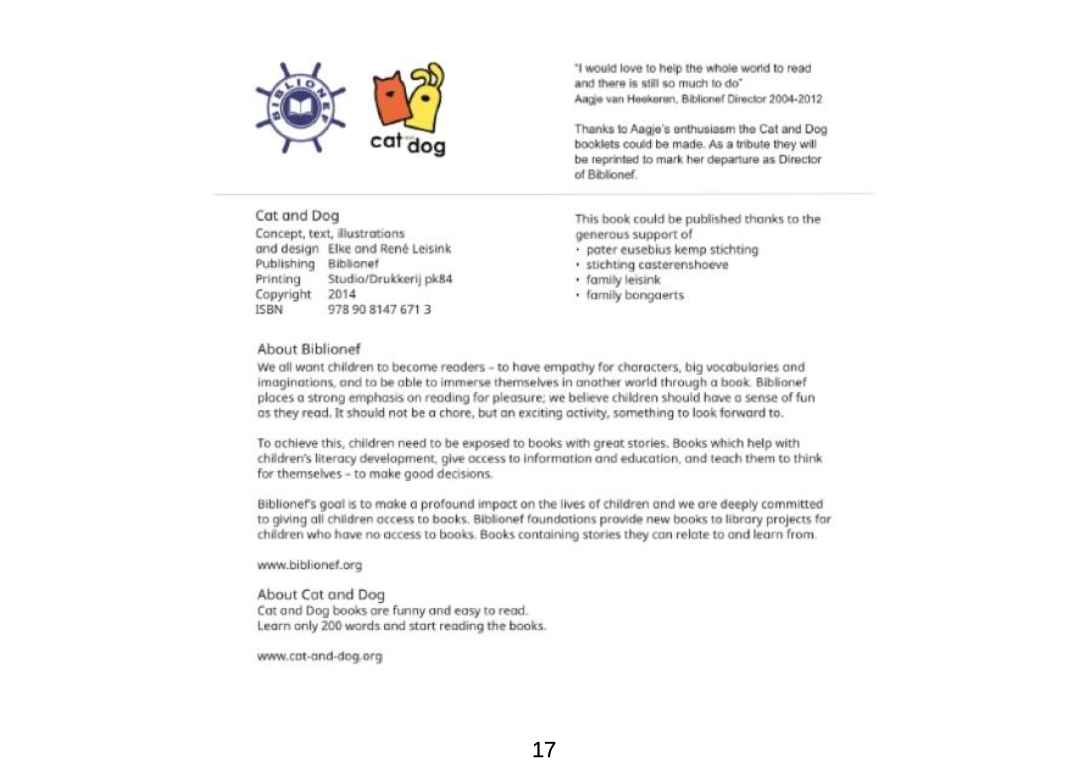 BIBLIONEF
cat and dog
"I would love to help the whole world to read
and there is still so much to do"
Aagje van Heekeren, Biblionef Director 2004-2012
Thanks to Aagje's enthusiasm the Cat and Dog
booklets could be made. As a tribute they will
be reprinted to mark her departure as Director
of Biblionef.
Cat and Dog
Concept, text, illustrations
and design Elke and René Leisink
Publishing Biblionef
Printing Studio/Drukkerij pk84
Copyright 2014
ISBN 978 90 8147 671 3
This book could be published thanks to the
generous support of
• pater eusebius kemp stichting
• stichting casterenshoeve
• family leisink
• family bongaerts
About Biblionef
We all want children to become readers – to have empathy for characters, big vocabularies and
imaginations, and to be able to immerse themselves in another world through a book. Biblionef
places a strong emphasis on reading for pleasure; we believe children should have a sense of fun
as they read. It should not be a chore, but an exciting activity, something to look forward to.
To achieve this, children need to be exposed to books with great stories. Books which help with
children's literacy development, give access to information and education, and teach them to think
for themselves – to make good decisions.
Biblionef's goal is to make a profound impact on the lives of children and we are deeply committed
to giving all children access to books. Biblionef foundations provide new books to library projects for
children who have no access to books. Books containing stories they can relate to and learn from.
www.biblionef.org
About Cat and Dog
Cat and Dog books are funny and easy to read.
Learn only 200 words and start reading the books.
www.cat-and-dog.org
17